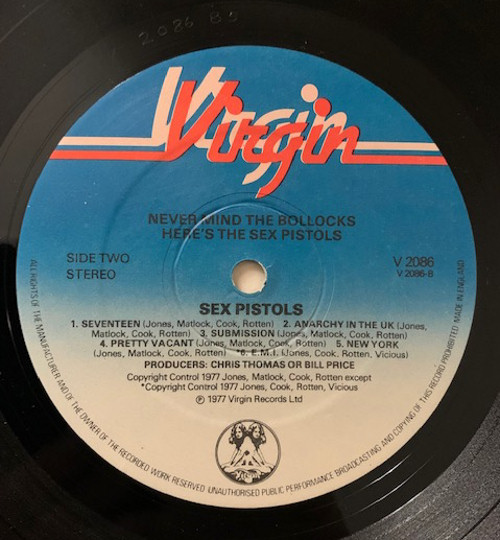 2086 B
Virgin
NEVER MIND THE BOLLOCKS
HERE'S THE SEX PISTOLS
SIDE TWO
STEREO
V 2086
V 2086-B
SEX PISTOLS
1. SEVENTEEN (Jones, Matlock, Cook, Rotten) 2. ANARCHY IN THE UK (Jones,
Matlock, Cook, Rotten) 3. SUBMISSION (Jones, Matlock, Cook, Rotten)
4. PRETTY VACANT (Jones, Matlock, Cook, Rotten) 5. NEW YORK
(Jones, Matlock, Cook, Rotten) *6. E.M.I. (Jones, Cook, Rotten. Vicious)
PRODUCERS: CHRIS THOMAS OR BILL PRICE
Copyright Control 1977 Jones, Matlock, Cook, Rotten except
*Copyright Control 1977 Jones, Cook, Rotten, Vicious
℗ 1977 Virgin Records Ltd
ALL RIGHTS OF THE MANUFACTURER AND OF THE OWNER OF THE RECORDED WORK RESERVED ·UNAUTHORISED PUBLIC PERFORMANCE BROADCASTING AND COPYING OF THIS RECORD PROHIBITED ·MADE IN ENGLAND